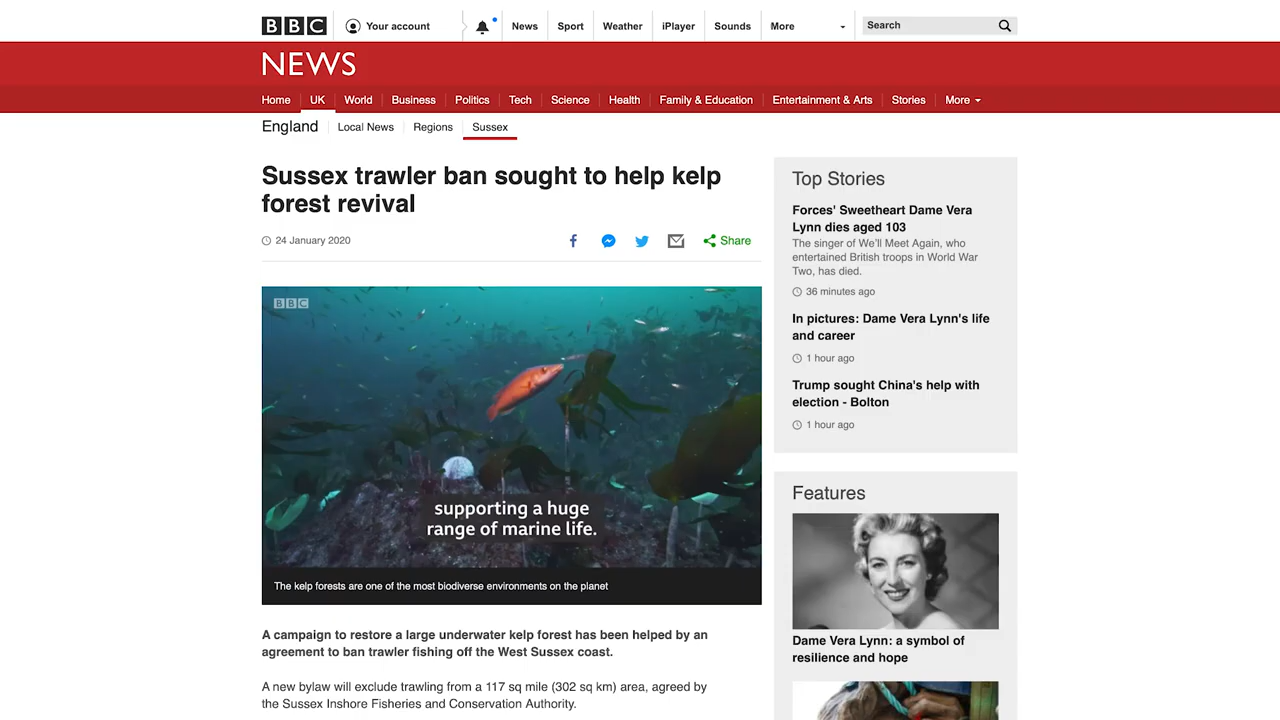 BBC
Your account
News
Sport
Weather
iPlayer
Sounds
More
Search
NEWS
Home
UK
World
Business
Politics
Tech
Science
Health
Family & Education
Entertainment & Arts
Stories
More
England
Local News
Regions
Sussex
Sussex trawler ban sought to help kelp
forest revival
24 January 2020
Share
BBC
supporting a huge
range of marine life.
The kelp forests are one of the most biodiverse environments on the planet
A campaign to restore a large underwater kelp forest has been helped by an
agreement to ban trawler fishing off the West Sussex coast.
A new bylaw will exclude trawling from a 117 sq mile (302 sq km) area, agreed by
the Sussex Inshore Fisheries and Conservation Authority.
Top Stories
Forces' Sweetheart Dame Vera
Lynn dies aged 103
The singer of We'll Meet Again, who
entertained British troops in World War
Two, has died.
36 minutes ago
In pictures: Dame Vera Lynn's life
and career
1 hour ago
Trump sought China's help with
election - Bolton
1 hour ago
Features
Dame Vera Lynn: a symbol of
resilience and hope